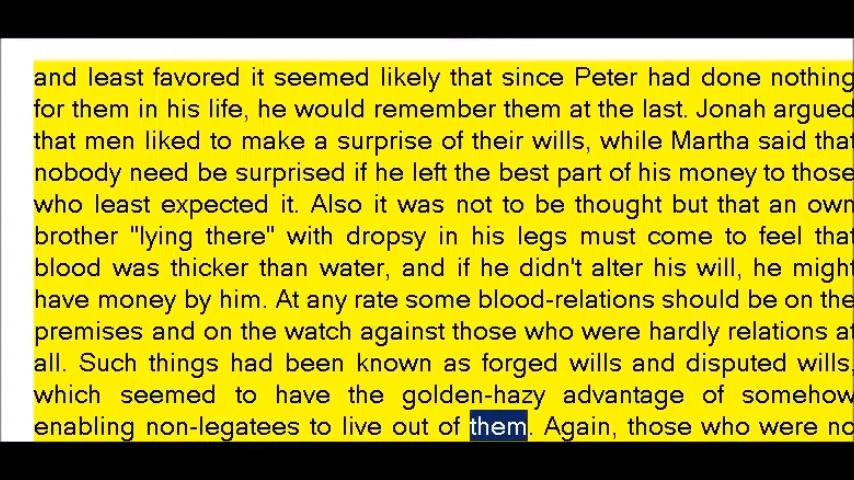 and least favored it seemed likely that since Peter had done nothing
for them in his life, he would remember them at the last. Jonah argued
that men liked to make a surprise of their wills, while Martha said that
nobody need be surprised if he left the best part of his money to those
who least expected it. Also it was not to be thought but that an own
brother "lying there" with dropsy in his legs must come to feel that
blood was thicker than water, and if he didn't alter his will, he might
have money by him. At any rate some blood-relations should be on the
premises and on the watch against those who were hardly relations at
all. Such things had been known as forged wills and disputed wills,
which seemed to have the golden-hazy advantage of somehow
enabling non-legatees to live out of them. Again, those who were no